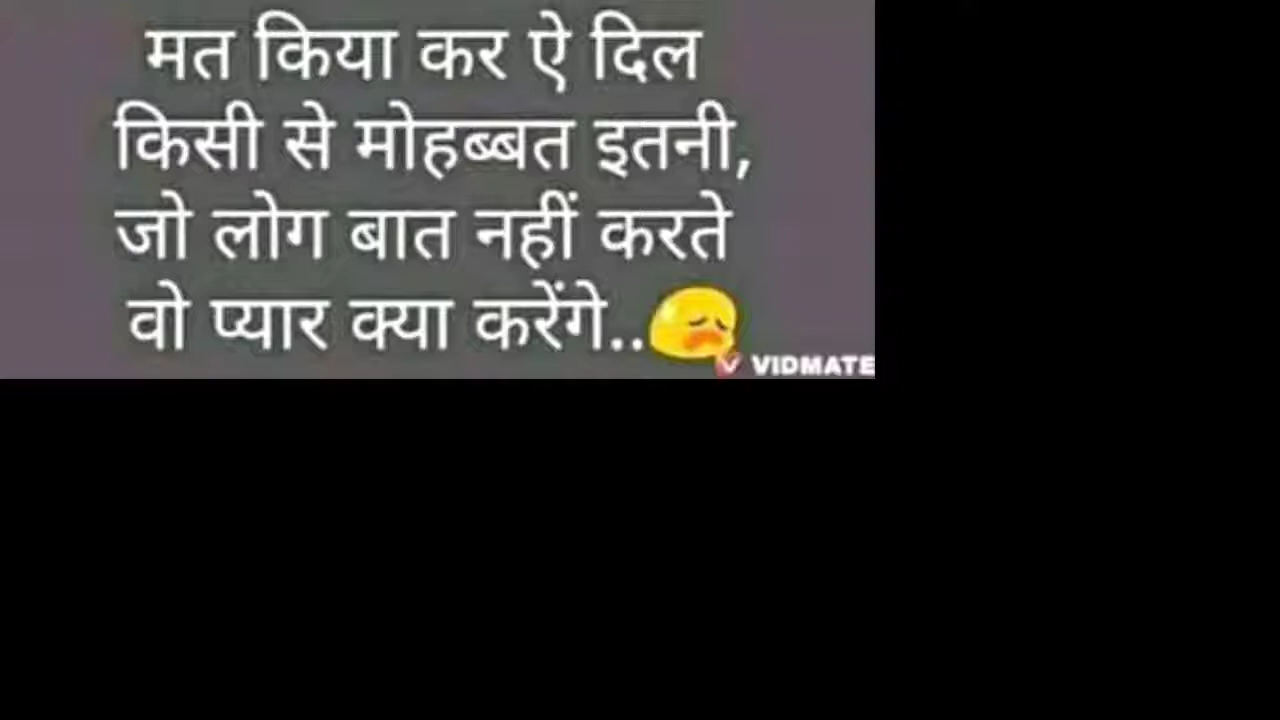 मत किया कर ऐ दिल
किसी से मोहब्बत इतनी,
जो लोग बात नहीं करते
वो प्यार क्या करेंगे..😩
VIDMATE